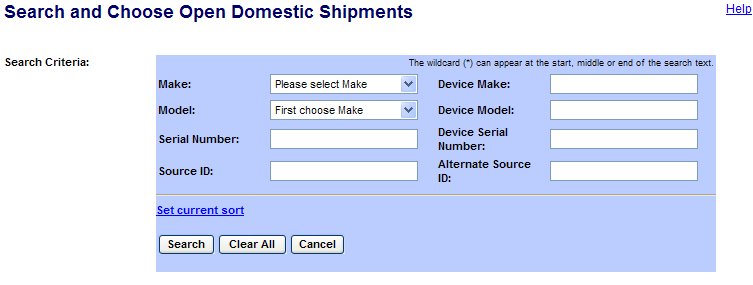 Search and Choose Open Domestic Shipments
Help
Search Criteria:
The wildcard (*) can appear at the start, middle or end of the search text.
Make: Please select Make Device Make:
Model: First choose Make Device Model:
Serial Number: Device Serial
Number:
Source ID: Alternate Source
ID:
Set current sort
Search Clear All Cancel